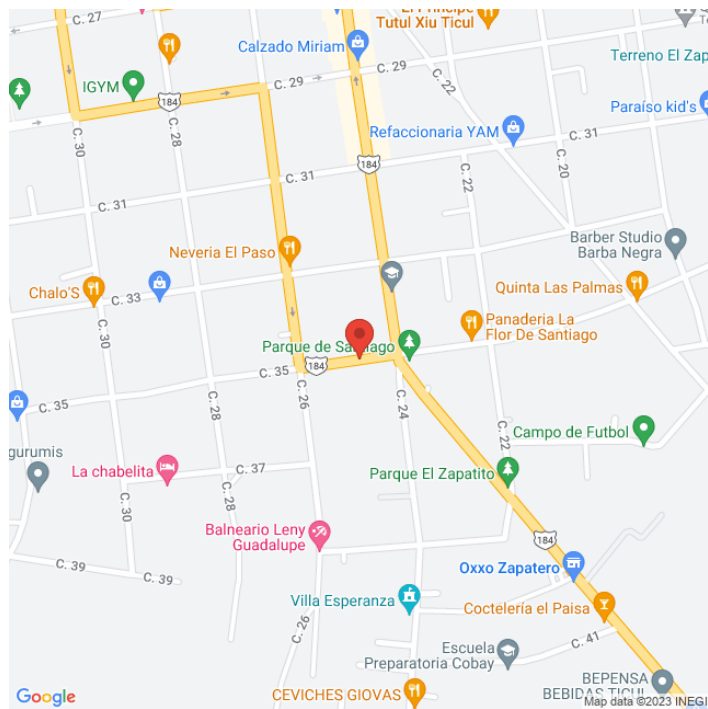 C. 27
El Príncipe
Tutul Xiu Ticul
Calzado Miriam
C. 29
Terreno El Zap
IGYM
184
C. 22
Paraíso kid's
C. 29
Refaccionaria YAM
C. 30
C. 28
C. 31
184
C. 31
C. 22
C. 20
C. 31
Barber Studio
Barba Negra
Neveria El Paso
Quinta Las Palmas
Chalo'S
C. 33
Panaderia La
Flor De Santiago
C. 30
Parque de Santiago
C. 35
184
C. 26
C. 24
C. 35
C. 28
C. 22
Campo de Futbol
gurumis
La chabelita
C. 37
Parque El Zapatito
C. 30
C. 28
Balneario Leny
Guadalupe
184
C. 39
C. 39
Oxxo Zapatero
Villa Esperanza
Coctelería el Paisa
C. 26
C. 41
Escuela
Preparatoria Cobay
BEPENSA
BEBIDAS TICUL
CEVICHES GIOVAS
Google
Map data ©2023 INEGI